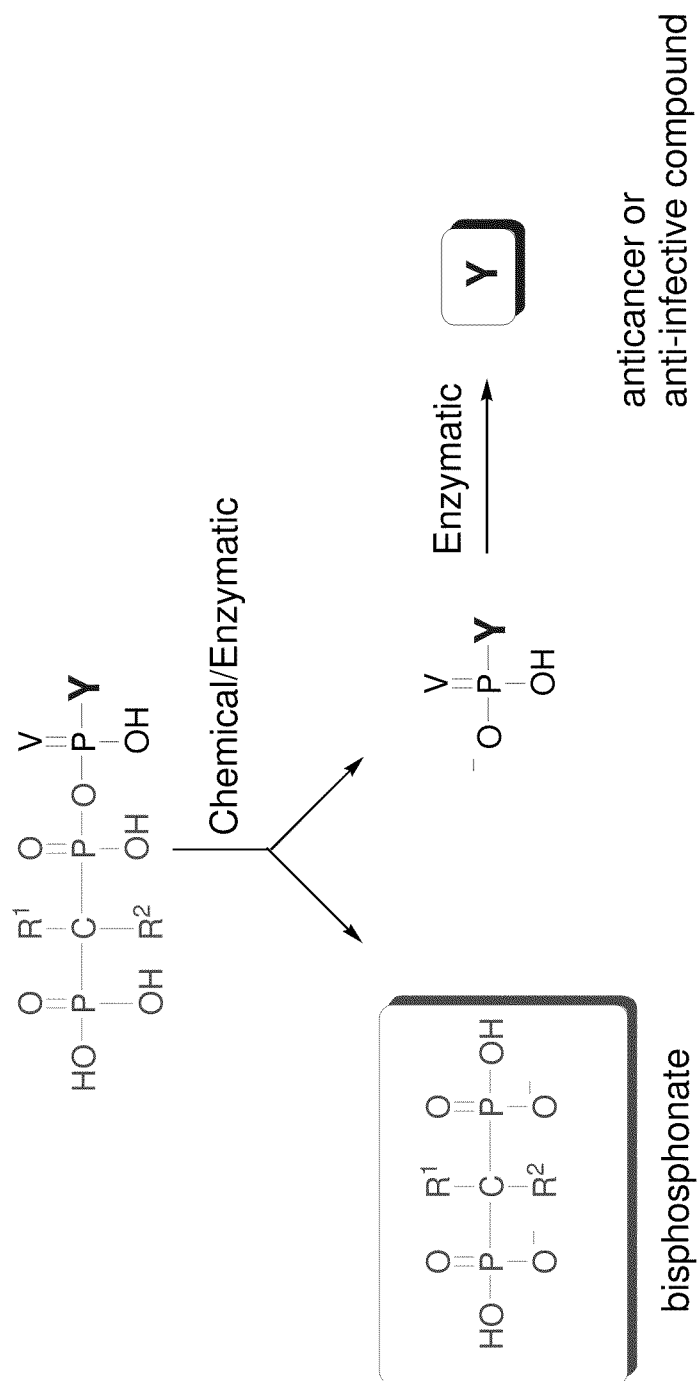 O R¹ O V
HO P C P O P Y
OH R² OH OH
Chemical/Enzymatic
O R¹ O
HO P C P OH
O⁻ R² O⁻
bisphosphonate
V
⁻O P Y
OH
Enzymatic
Y
anticancer or
anti-infective compound